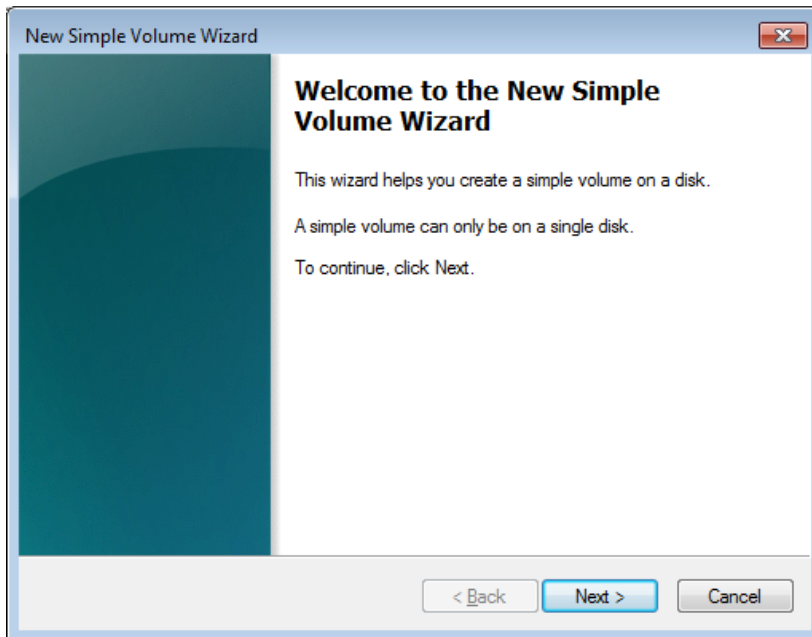 New Simple Volume Wizard
Welcome to the New Simple
Volume Wizard
This wizard helps you create a simple volume on a disk.
A simple volume can only be on a single disk.
To continue, click Next.
< Back
Next >
Cancel